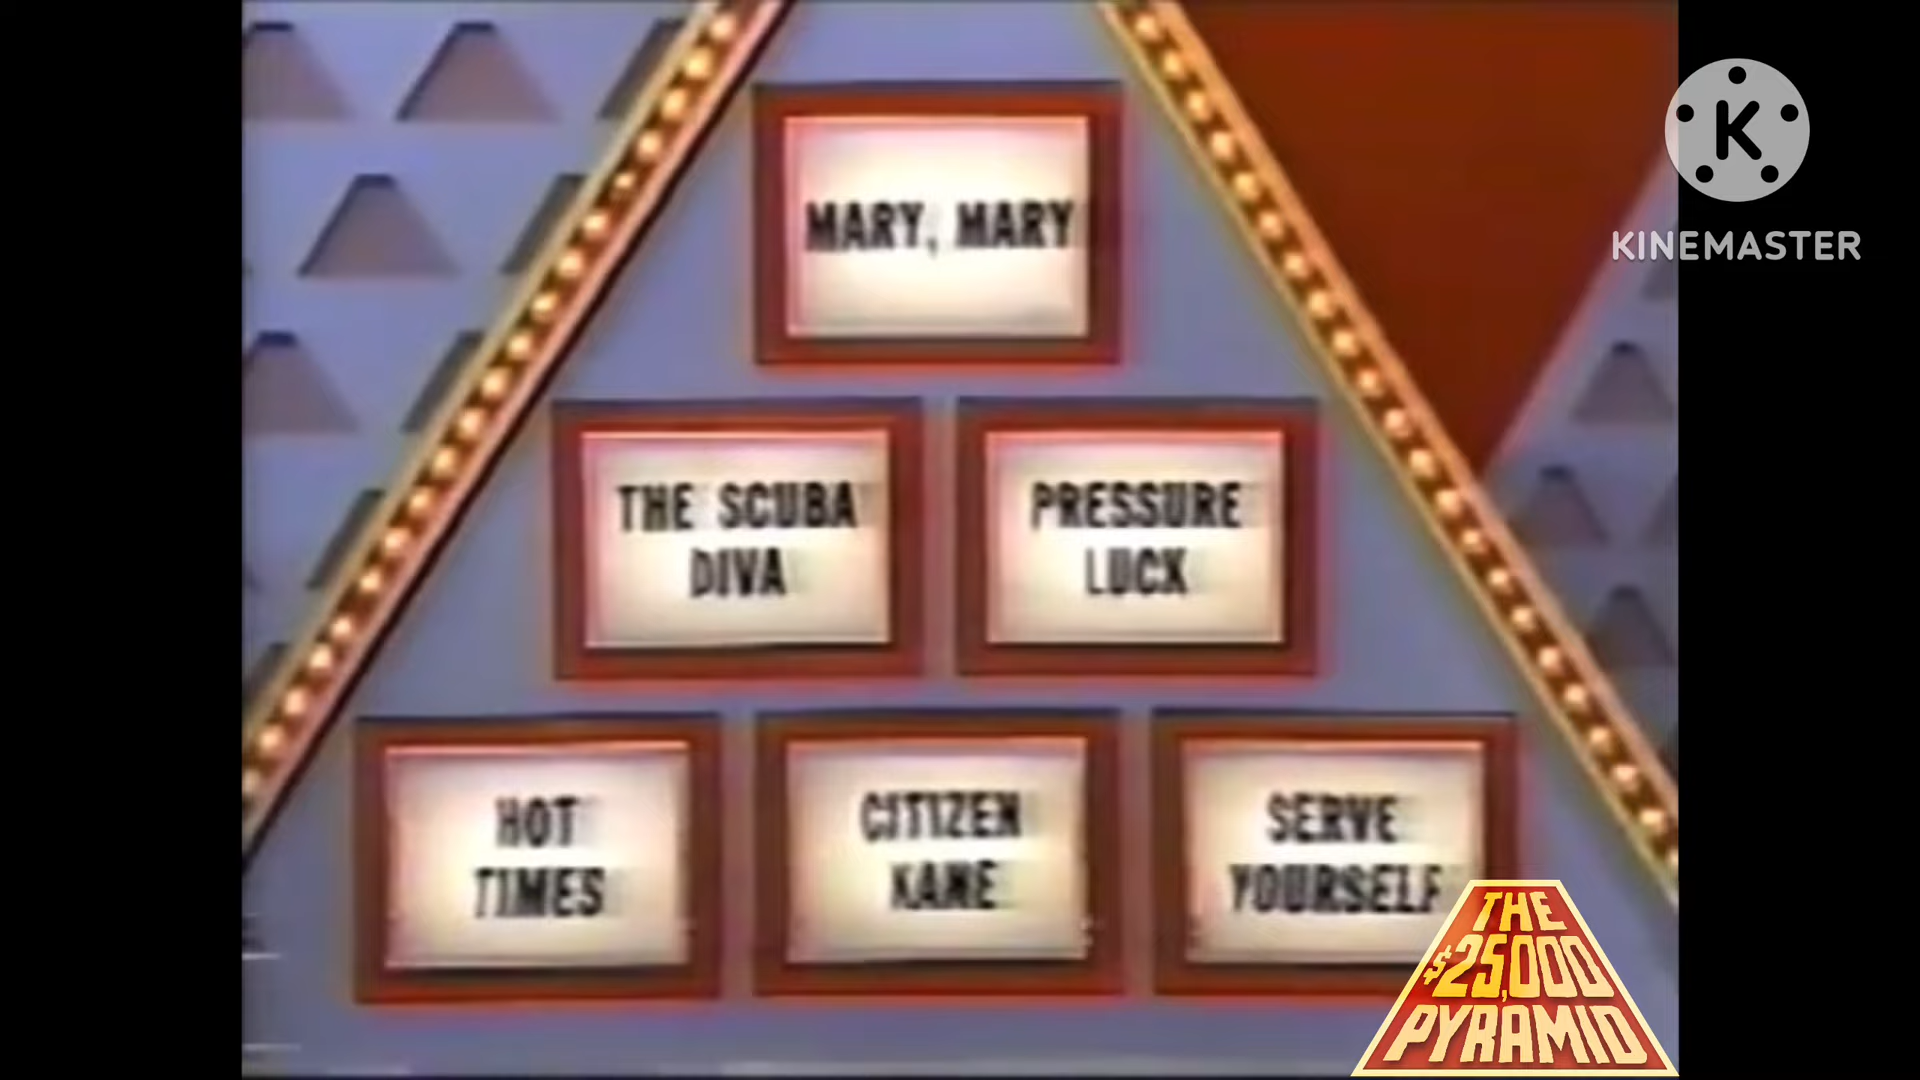 MARY, MARY
THE SCUBA
DIVA
PRESSURE
LUCK
HOT
TIMES
CITIZEN
KANE
SERVE
YOURSELF
K
KINEMASTER
THE
$25,000
PYRAMID